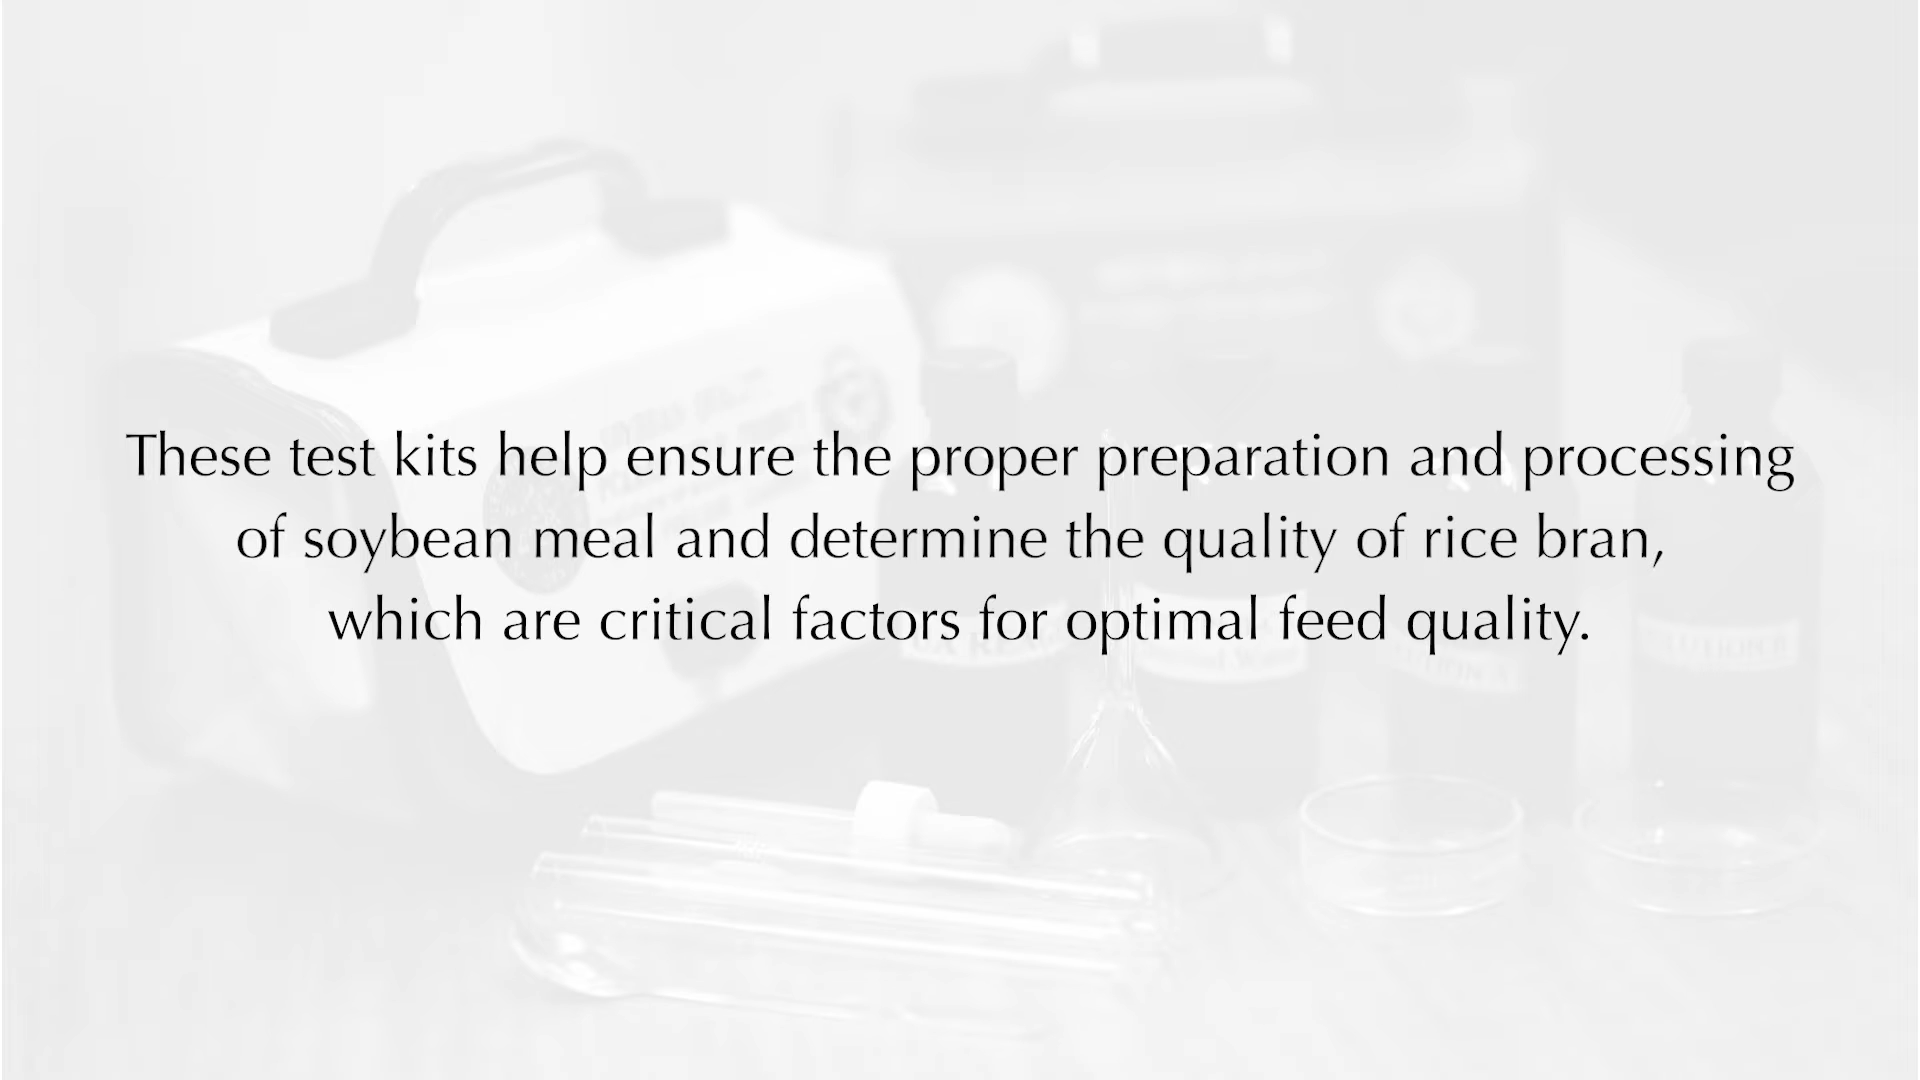 These test kits help ensure the proper preparation and processing
of soybean meal and determine the quality of rice bran,
which are critical factors for optimal feed quality.